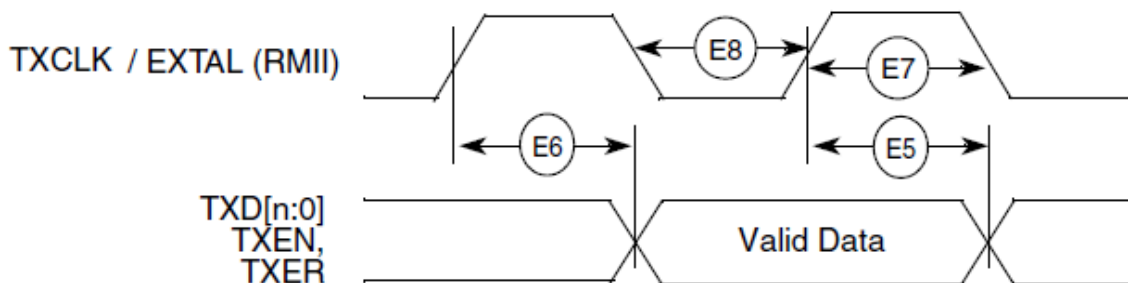 TXCLK / EXTAL (RMII)
E8
E7
E6
E5
TXD[n:0]
TXEN,
TXER
Valid Data